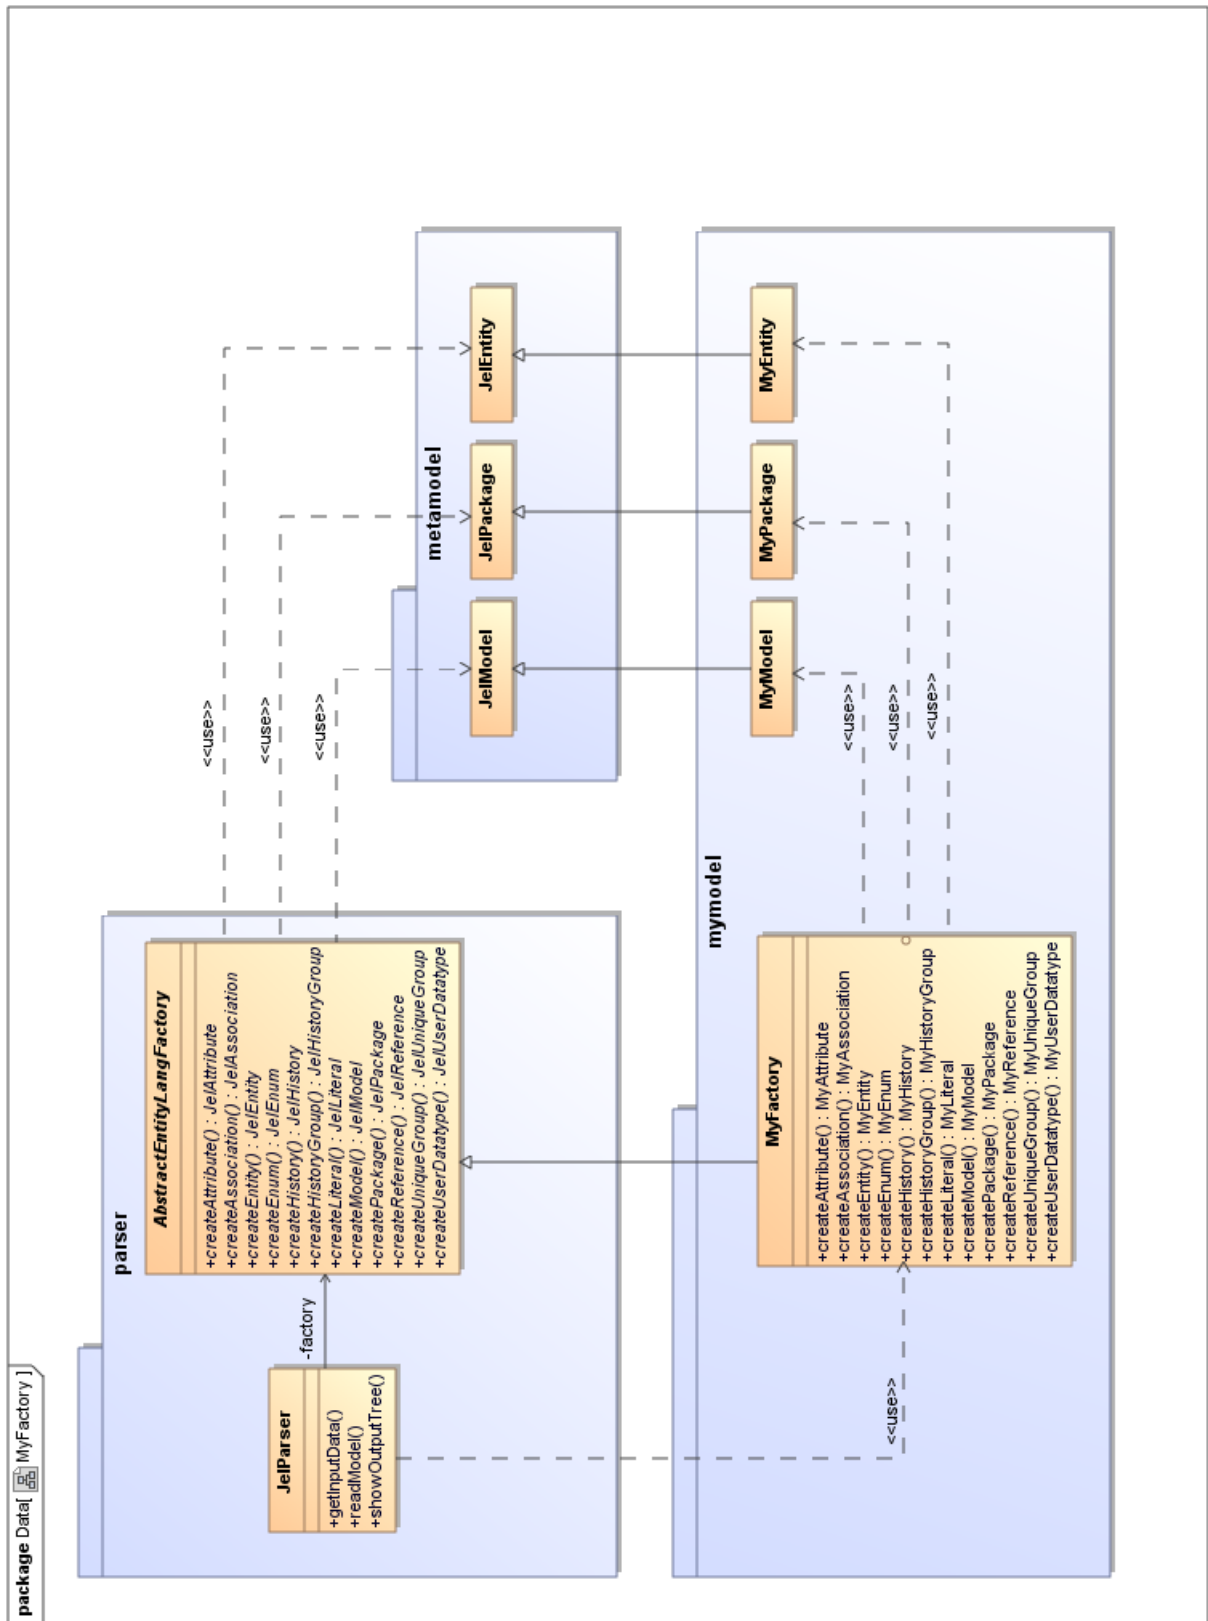 package Data[ MyFactory ]
parser
JelParser
+getInputData()
+readModel()
+showOutputTree()
-factory
AbstractEntityLangFactory
+createAttribute() : JelAttribute
+createAssociation() : JelAssociation
+createEntity() : JelEntity
+createEnum() : JelEnum
+createHistory() : JelHistory
+createHistoryGroup() : JelHistoryGroup
+createLiteral() : JelLiteral
+createModel() : JelModel
+createPackage() : JelPackage
+createReference() : JelReference
+createUniqueGroup() : JelUniqueGroup
+createUserDatatype() : JelUserDatatype
<<use>>
<<use>>
<<use>>
metamodel
JelModel
JelPackage
JelEntity
mymodel
<<use>>
MyFactory
+createAttribute() : MyAttribute
+createAssociation() : MyAssociation
+createEntity() : MyEntity
+createEnum() : MyEnum
+createHistory() : MyHistory
+createHistoryGroup() : MyHistoryGroup
+createLiteral() : MyLiteral
+createModel() : MyModel
+createPackage() : MyPackage
+createReference() : MyReference
+createUniqueGroup() : MyUniqueGroup
+createUserDatatype() : MyUserDatatype
<<use>>
<<use>>
<<use>>
MyModel
MyPackage
MyEntity